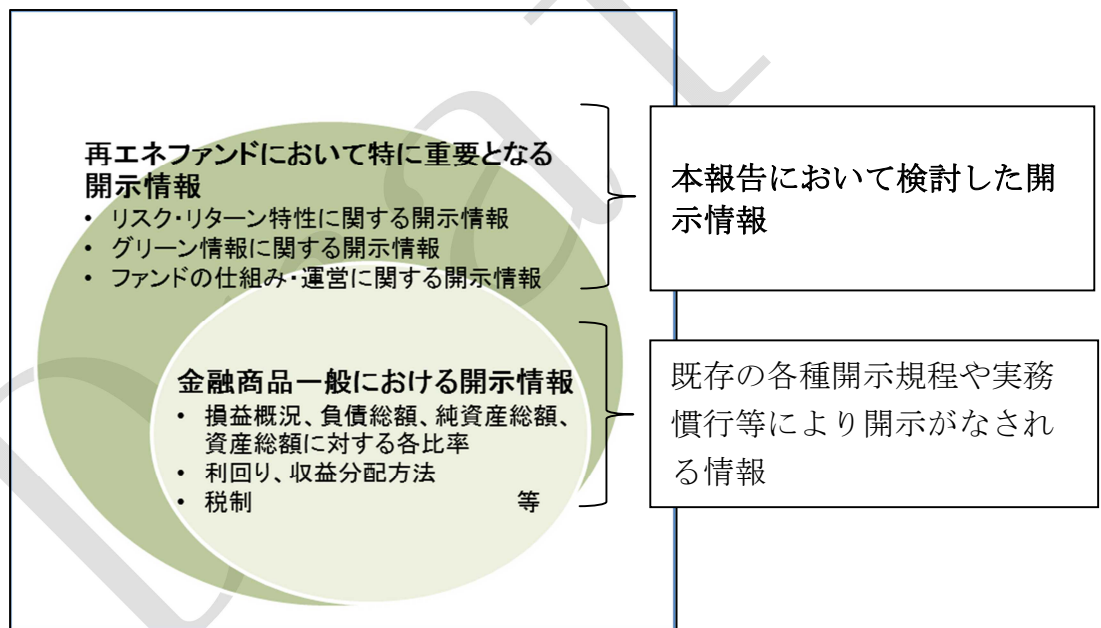 再エネファンドにおいて特に重要となる
開示情報
• リスク・リターン特性に関する開示情報
• グリーン情報に関する開示情報
• ファンドの仕組み・運営に関する開示情報
本報告において検討した開
示情報
金融商品一般における開示情報
• 損益概況、負債総額、純資産総額、
資産総額に対する各比率
• 利回り、収益分配方法
• 税制 等
既存の各種開示規程や実務
慣行等により開示がなされ
る情報